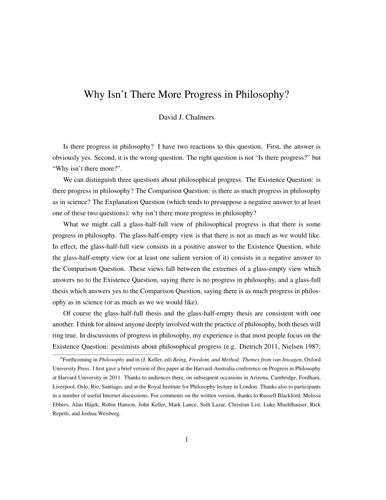 Why Isn't There More Progress in Philosophy?
David J. Chalmers
Is there progress in philosophy? I have two reactions to this question. First, the answer is
obviously yes. Second, it is the wrong question. The right question is not "Is there progress?" but
"Why isn't there more?".
We can distinguish three questions about philosophical progress. The Existence Question: is
there progress in philosophy? The Comparison Question: is there as much progress in philosophy
as in science? The Explanation Question (which tends to presuppose a negative answer to at least
one of these two questions): why isn't there more progress in philosophy?
What we might call a glass-half-full view of philosophical progress is that there is some
progress in philosophy. The glass-half-empty view is that there is not as much as we would like.
In effect, the glass-half-full view consists in a positive answer to the Existence Question, while
the glass-half-empty view (or at least one salient version of it) consists in a negative answer to
the Comparison Question. These views fall between the extremes of a glass-empty view which
answers no to the Existence Question, saying there is no progress in philosophy, and a glass-full
thesis which answers yes to the Comparison Question, saying there is as much progress in philos-
ophy as in science (or as much as we we would like).
Of course the glass-half-full thesis and the glass-half-empty thesis are consistent with one
another. I think for almost anyone deeply involved with the practice of philosophy, both theses will
ring true. In discussions of progress in philosophy, my experience is that most people focus on the
Existence Question: pessimists about philosophical progress (e.g. Dietrich 2011, Nielsen 1987;
⁰Forthcoming in Philosophy and in (J. Keller, ed) Being, Freedom, and Method: Themes from van Inwagen, Oxford
University Press. I first gave a brief version of this paper at the Harvard-Australia conference on Progress in Philosophy
at Harvard University in 2011. Thanks to audiences there, on subsequent occasions in Arizona, Cambridge, Fordham,
Liverpool, Oslo, Rio, Santiago, and at the Royal Institute for Philosophy lecture in London. Thanks also to participants
in a number of useful Internet discussions. For comments on the written version, thanks to Russell Blackford, Melissa
Ebbers, Alan Hájek, Robin Hanson, John Keller, Mark Lance, Seth Lazar, Christian List, Luke Muehlhauser, Rick
Repetti, and Joshua Weisberg.
1